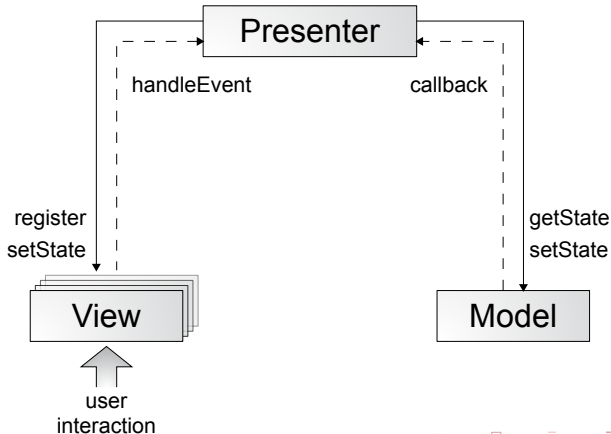 Presenter
handleEvent
callback
register
setState
getState
setState
View
Model
user
interaction